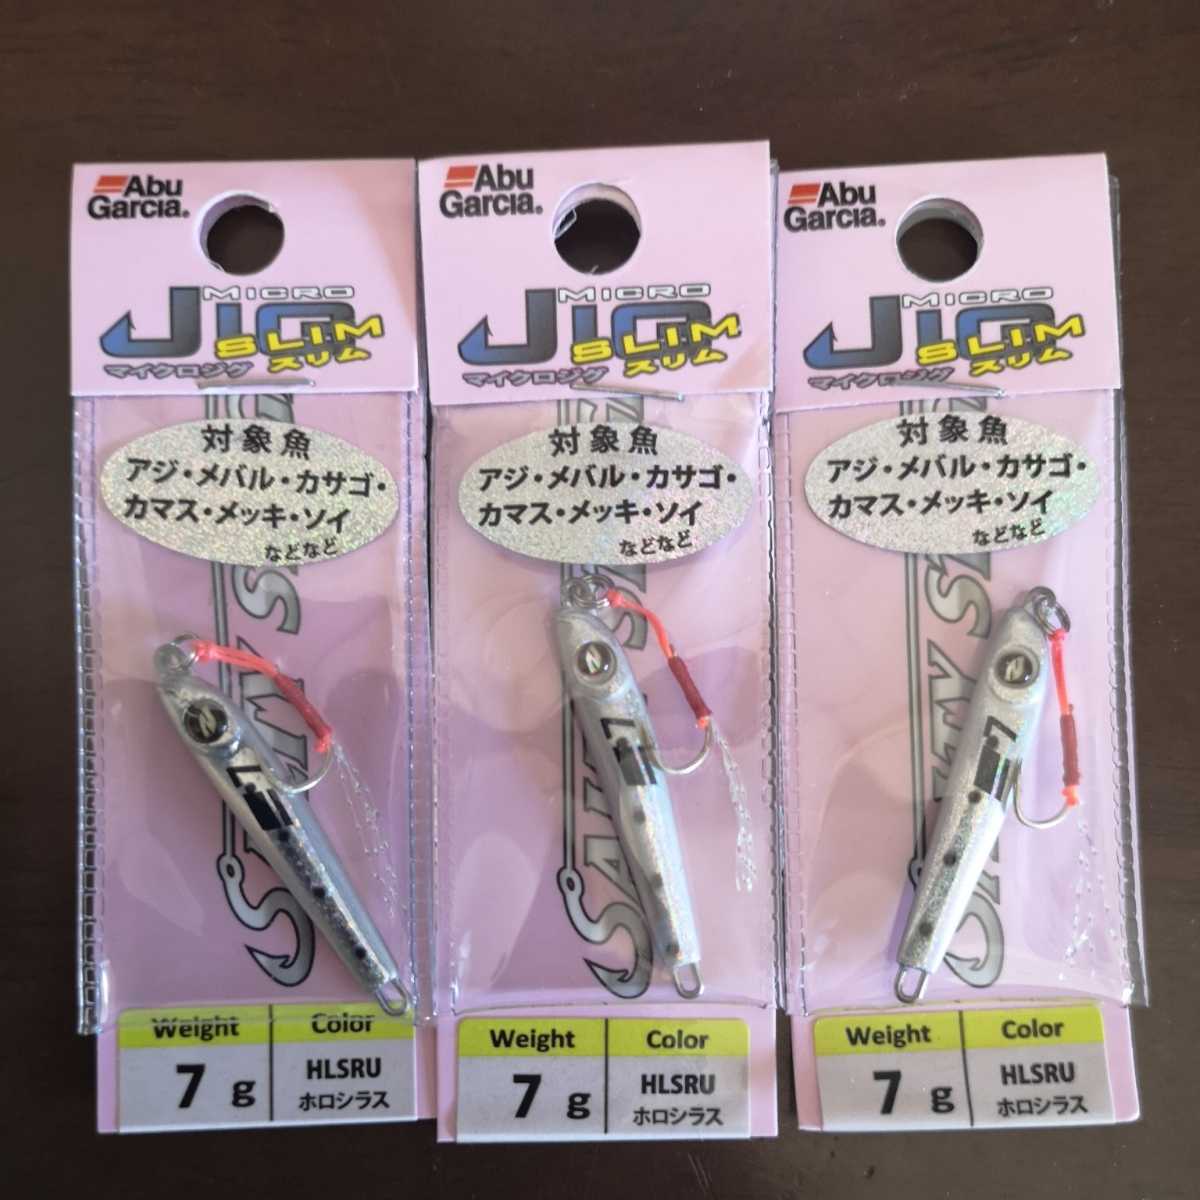 Abu
Garcia®
MICRO
JIG
SLIM
マイクロジグ スリム
対象魚
アジ・メバル・カサゴ・
カマス・メッキ・ソイ
などなど
7
Weight Color
7 g HLSRU
ホロシラス
Abu
Garcia®
MICRO
JIG
SLIM
マイクロジグ スリム
対象魚
アジ・メバル・カサゴ・
カマス・メッキ・ソイ
などなど
7
Weight Color
7 g HLSRU
ホロシラス
Abu
Garcia®
MICRO
JIG
SLIM
マイクロジグ スリム
対象魚
アジ・メバル・カサゴ・
カマス・メッキ・ソイ
などなど
7
Weight Color
7 g HLSRU
ホロシラス